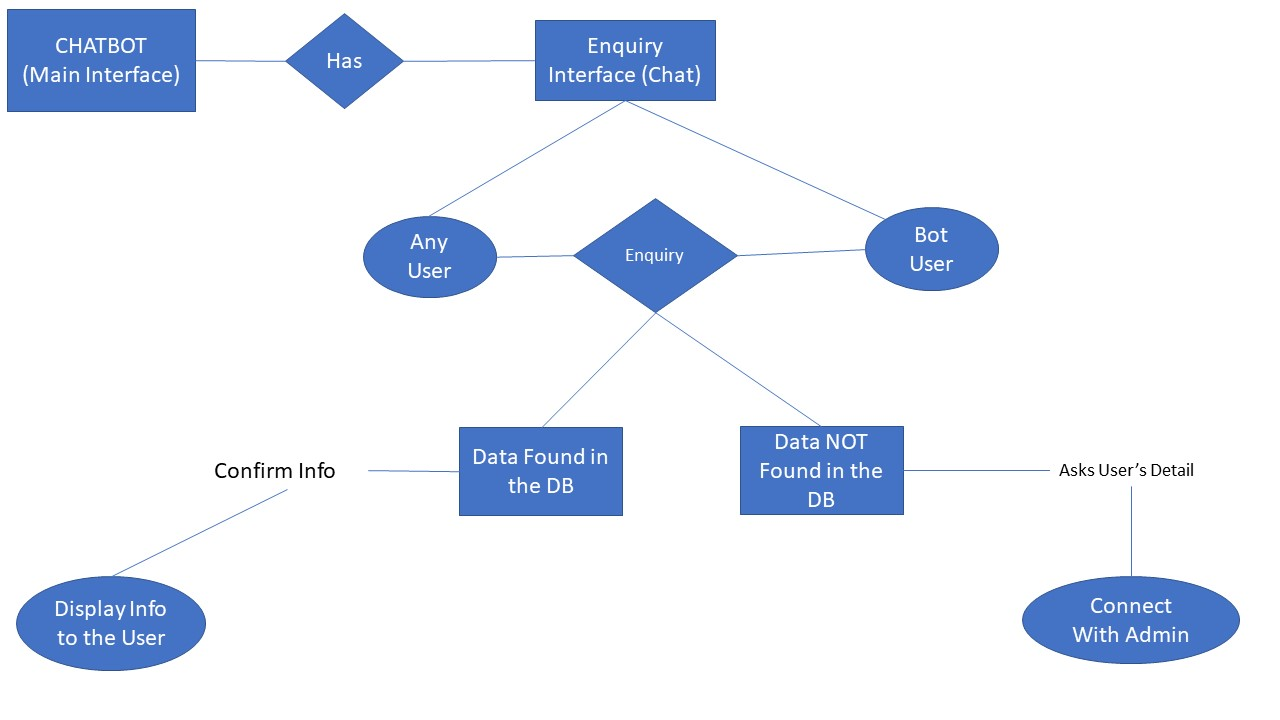 CHATBOT
(Main Interface)
Has
Enquiry
Interface (Chat)
Any
User
Enquiry
Bot
User
Confirm Info
Data Found in
the DB
Data NOT
Found in the
DB
Asks User’s Detail
Display Info
to the User
Connect
With Admin